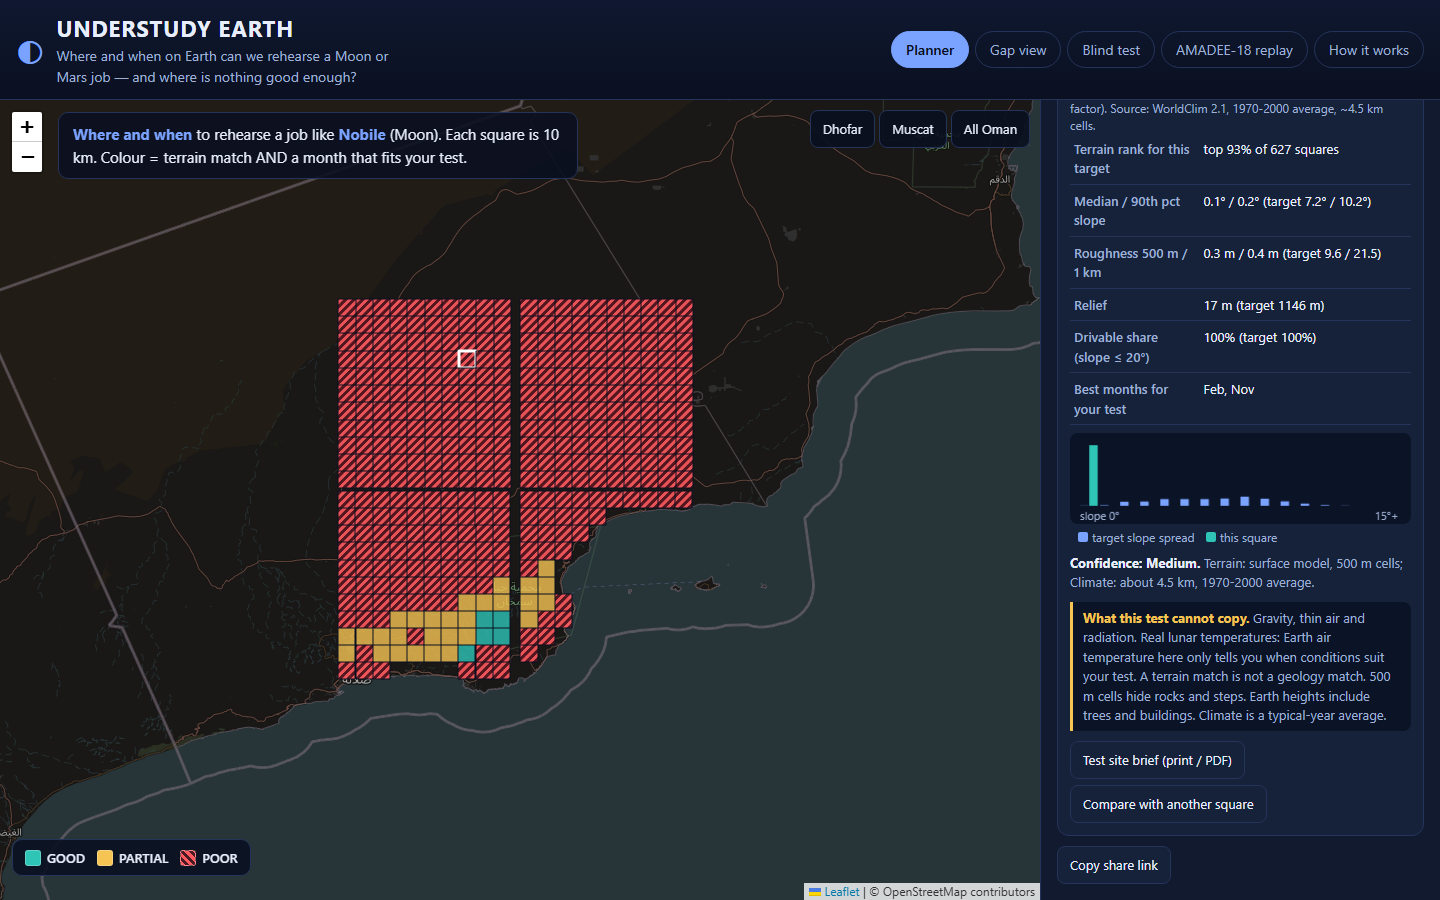 UNDERSTUDY EARTH
Where and when on Earth can we rehearse a Moon or
Mars job — and where is nothing good enough?
Planner
Gap view
Blind test
AMADEE-18 replay
How it works
+
−
Where and when to rehearse a job like Nobile (Moon). Each square is 10
km. Colour = terrain match AND a month that fits your test.
Dhofar
Muscat
All Oman
الدقم
صلالة
GOOD
PARTIAL
POOR
Leaflet | © OpenStreetMap contributors
factor). Source: WorldClim 2.1, 1970-2000 average, ~4.5 km
cells.
Terrain rank for this
target
top 93% of 627 squares
Median / 90th pct
slope
0.1° / 0.2° (target 7.2° / 10.2°)
Roughness 500 m /
1 km
0.3 m / 0.4 m (target 9.6 / 21.5)
Relief
17 m (target 1146 m)
Drivable share
(slope ≤ 20°)
100% (target 100%)
Best months for
your test
Feb, Nov
slope 0°
15°+
target slope spread
this square
Confidence: Medium. Terrain: surface model, 500 m cells;
Climate: about 4.5 km, 1970-2000 average.
What this test cannot copy. Gravity, thin air and
radiation. Real lunar temperatures: Earth air
temperature here only tells you when conditions suit
your test. A terrain match is not a geology match. 500
m cells hide rocks and steps. Earth heights include
trees and buildings. Climate is a typical-year average.
Test site brief (print / PDF)
Compare with another square
Copy share link